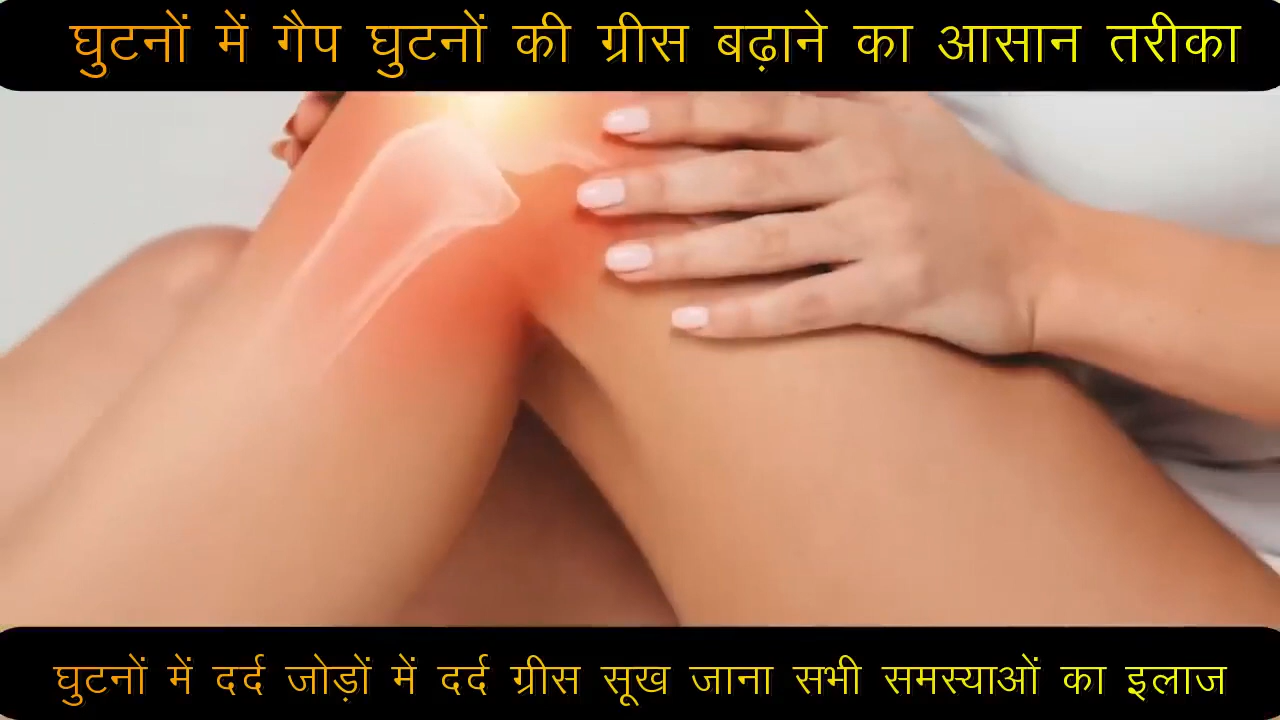 घुटनों में गैप घुटनों की ग्रीस बढ़ाने का आसान तरीका
घुटनों में दर्द जोड़ों में दर्द ग्रीस सूख जाना सभी समस्याओं का इलाज